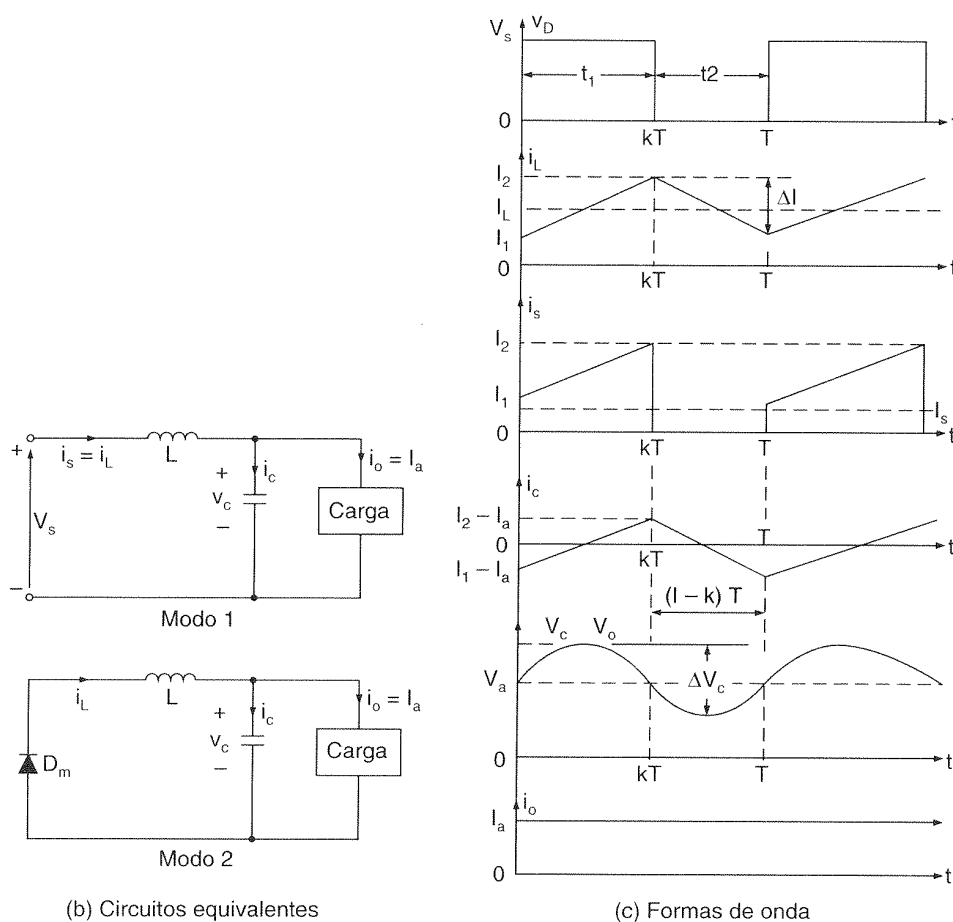 +
i_s = i_L
L
+
i_c
i_o = I_a
v_c
−
Carga
V_s
−
Modo 1
i_L
L
+
i_c
i_o = I_a
v_c
−
Carga
D_m
Modo 2
(b) Circuitos equivalentes
V_s
v_D
t_1
t2
0
kT
T
t
i_L
I_2
ΔI
I_L
I_1
0
kT
T
t
i_s
I_2
I_1
I_s
0
kT
T
t
i_c
I_2 – I_a
0
T
t
kT
I_1 – I_a
(I – k) T
V_c
V_o
V_a
ΔV_c
0
kT
T
t
i_o
I_a
0
t
(c) Formas de onda